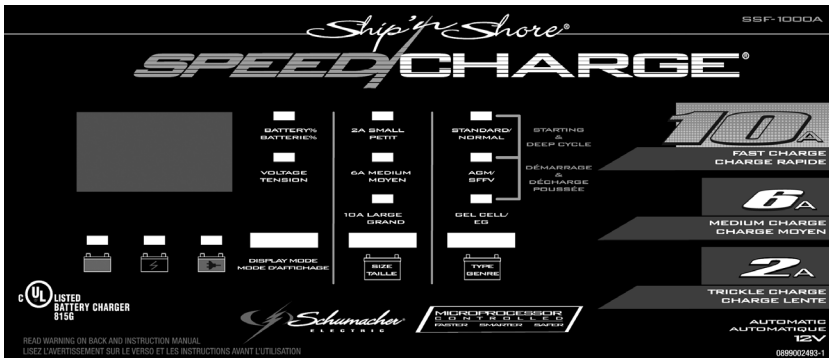 Ship'n Shore®
SSF-1000A
SPEED/CHARGE®
BATTERY%
BATTERIE%
2A SMALL
PETIT
STANDARD/
NORMAL
STARTING
&
DEEP CYCLE
10A
FAST CHARGE
CHARGE RAPIDE
VOLTAGE
TENSION
6A MEDIUM
MOYEN
AGM/
SFFV
DÉMARRAGE
&
DÉCHARGE
POUSSÉE
10A LARGE
GRAND
GEL CELL/
EG
6A
MEDIUM CHARGE
CHARGE MOYEN
DISPLAY MODE
MODE D'AFFICHAGE
SIZE
TAILLE
TYPE
GENRE
2A
TRICKLE CHARGE
CHARGE LENTE
C UL LISTED
BATTERY CHARGER
815G
Schumacher®
ELECTRIC
MICROPROCESSOR
CONTROLLED
FASTER SMARTER SAFER
AUTOMATIC
AUTOMATIQUE
12V
READ WARNING ON BACK AND INSTRUCTION MANUAL
LISEZ L'AVERTISSEMENT SUR LE VERSO ET LES INSTRUCTIONS AVANT L'UTILISATION
0899002493-1